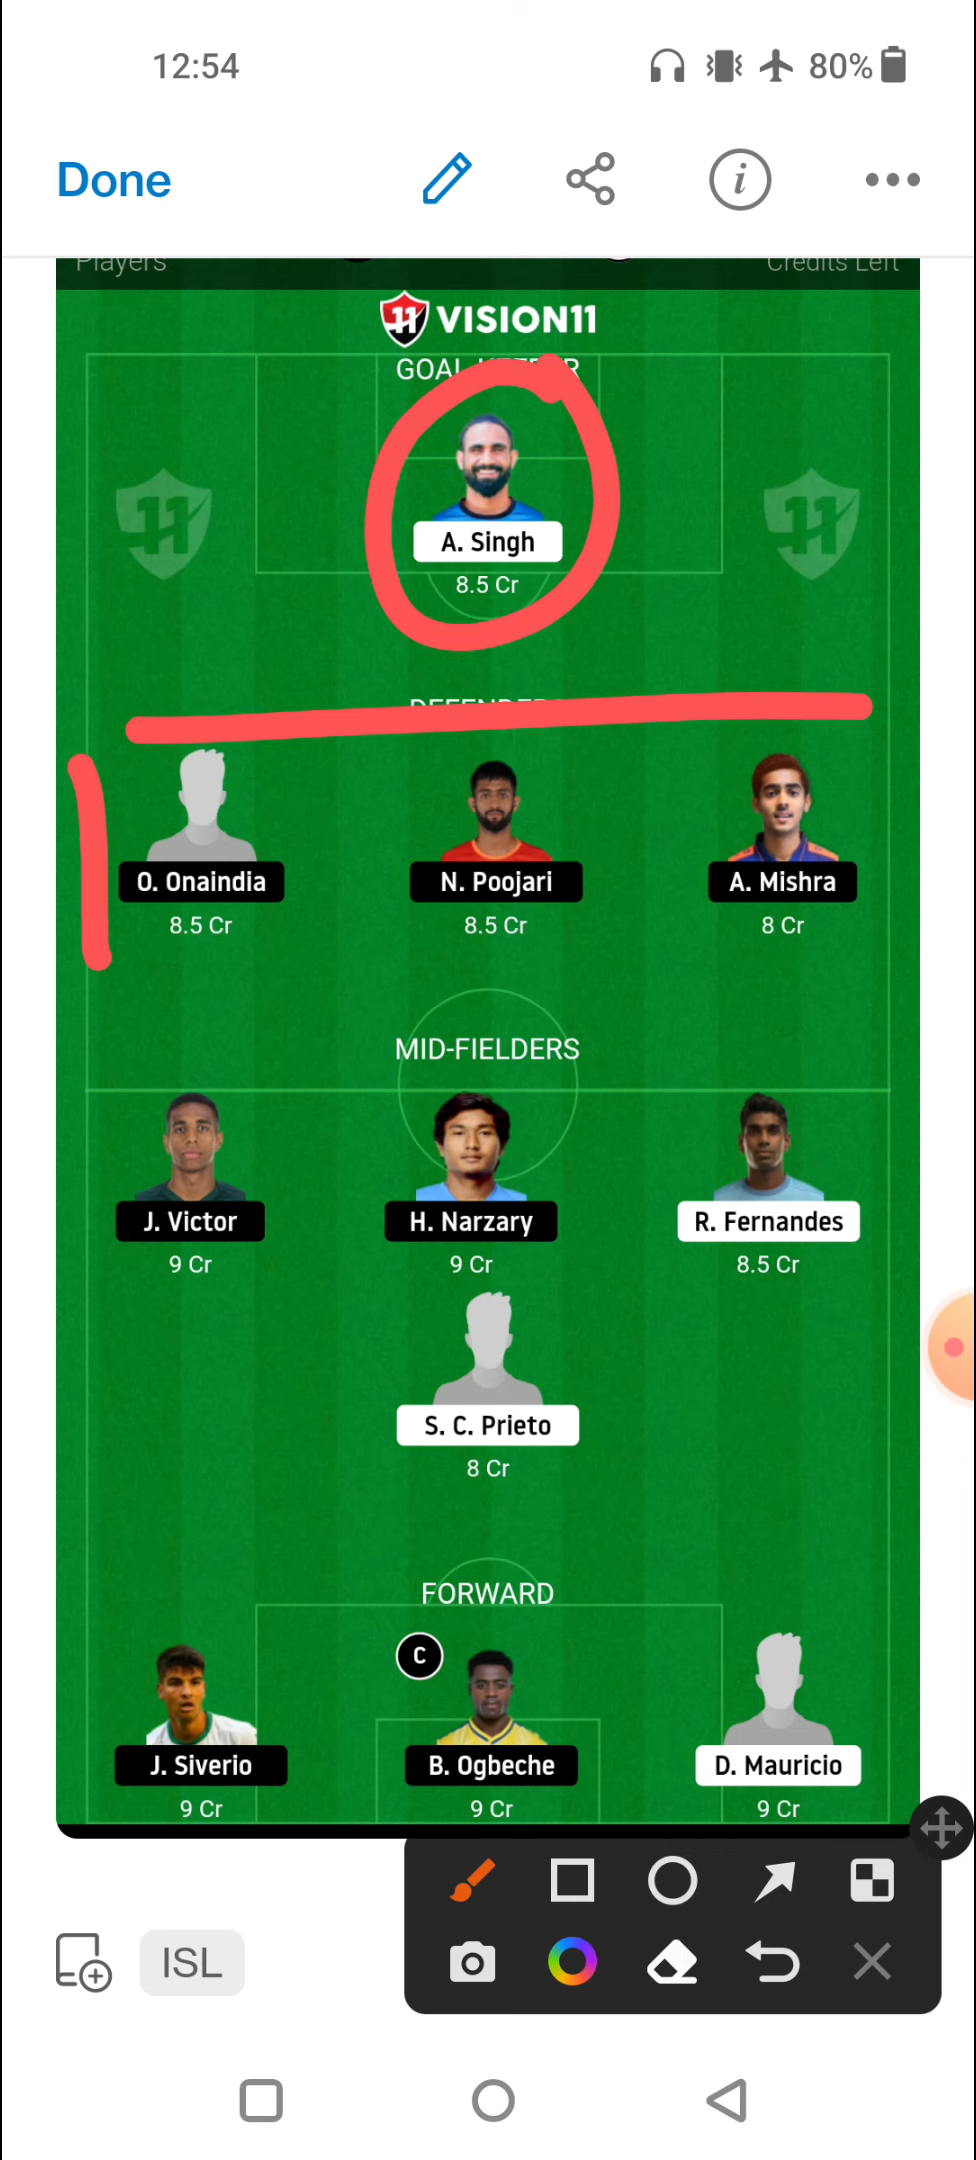 12:54
80%
Done
Players
Credits Left
VISION11
A. Singh
8.5 Cr
O. Onaindia
N. Poojari
A. Mishra
8.5 Cr
8.5 Cr
8 Cr
MID-FIELDERS
J. Victor
H. Narzary
R. Fernandes
9 Cr
9 Cr
8.5 Cr
S. C. Prieto
8 Cr
FORWARD
C
J. Siverio
B. Ogbeche
D. Mauricio
9 Cr
9 Cr
9 Cr
ISL